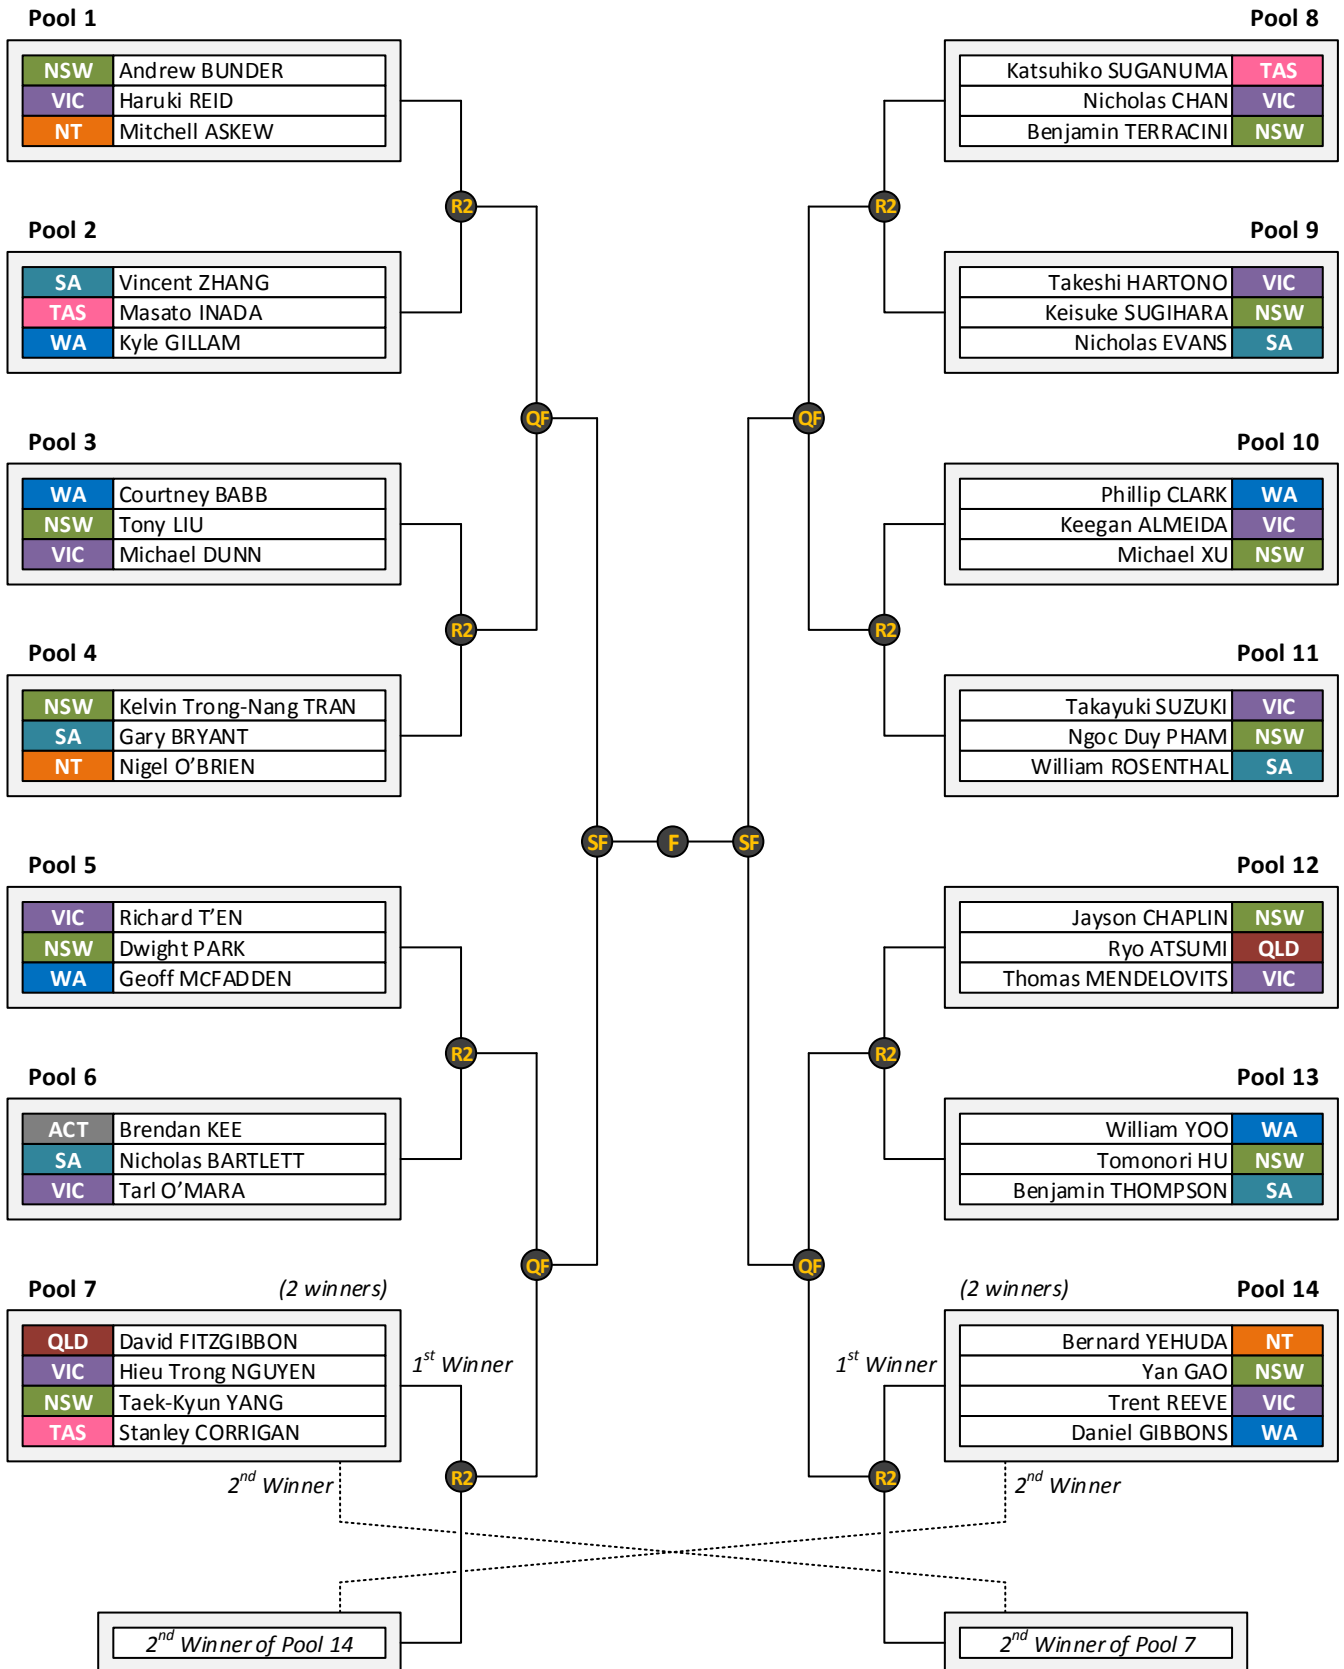 Pool 1
NSW Andrew BUNDER
VIC Haruki REID
NT Mitchell ASKEW
R2
Pool 2
SA Vincent ZHANG
TAS Masato INADA
WA Kyle GILLAM
QF
Pool 3
WA Courtney BABB
NSW Tony LIU
VIC Michael DUNN
R2
Pool 4
NSW Kelvin Trong-Nang TRAN
SA Gary BRYANT
NT Nigel O’BRIEN
SF F SF
Pool 5
VIC Richard T’EN
NSW Dwight PARK
WA Geoff MCFADDEN
R2
Pool 6
ACT Brendan KEE
SA Nicholas BARTLETT
VIC Tarl O’MARA
QF
Pool 7 (2 winners)
QLD David FITZGIBBON
VIC Hieu Trong NGUYEN
NSW Taek-Kyun YANG
TAS Stanley CORRIGAN
1st Winner
2nd Winner
R2
2nd Winner of Pool 14
Pool 8
Katsuhiko SUGANUMA TAS
Nicholas CHAN VIC
Benjamin TERRACINI NSW
R2
Pool 9
Takeshi HARTONO VIC
Keisuke SUGIHARA NSW
Nicholas EVANS SA
QF
Pool 10
Phillip CLARK WA
Keegan ALMEIDA VIC
Michael XU NSW
R2
Pool 11
Takayuki SUZUKI VIC
Ngoc Duy PHAM NSW
William ROSENTHAL SA
Pool 12
Jayson CHAPLIN NSW
Ryo ATSUMI QLD
Thomas MENDELOVITS VIC
R2
Pool 13
William YOO WA
Tomonori HU NSW
Benjamin THOMPSON SA
QF
(2 winners) Pool 14
Bernard YEHUDA NT
Yan GAO NSW
Trent REEVE VIC
Daniel GIBBONS WA
1st Winner
2nd Winner
R2
2nd Winner of Pool 7